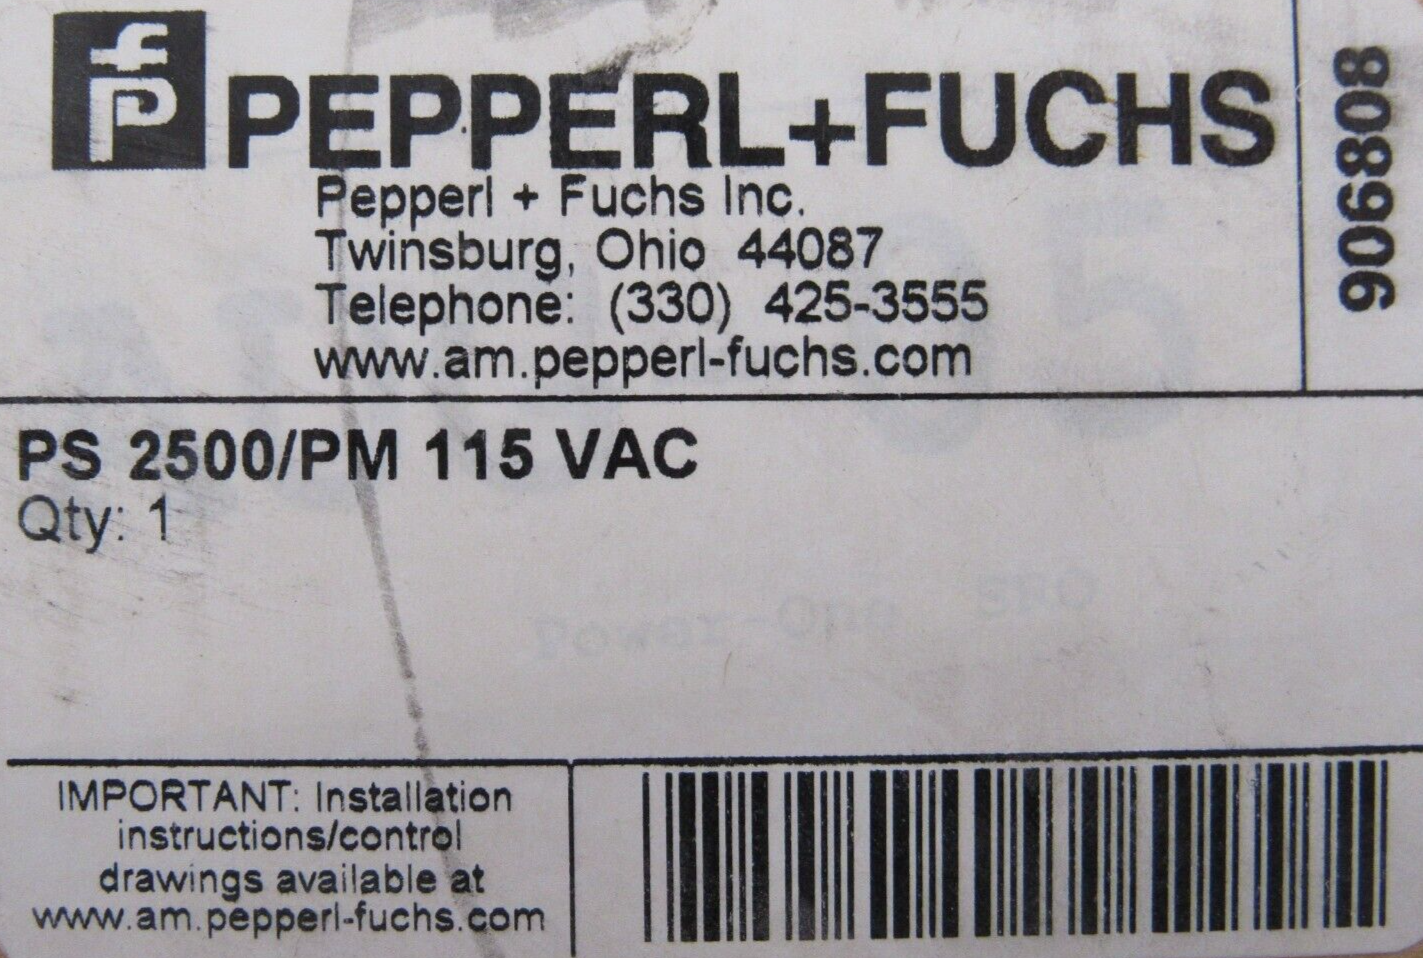 fp PEPPERL+FUCHS
Pepperl + Fuchs Inc.
Twinsburg, Ohio 44087
Telephone: (330) 425-3555
www.am.pepperl-fuchs.com
906808
PS 2500/PM 115 VAC
Qty: 1
IMPORTANT: Installation
instructions/control
drawings available at
www.am.pepperl-fuchs.com